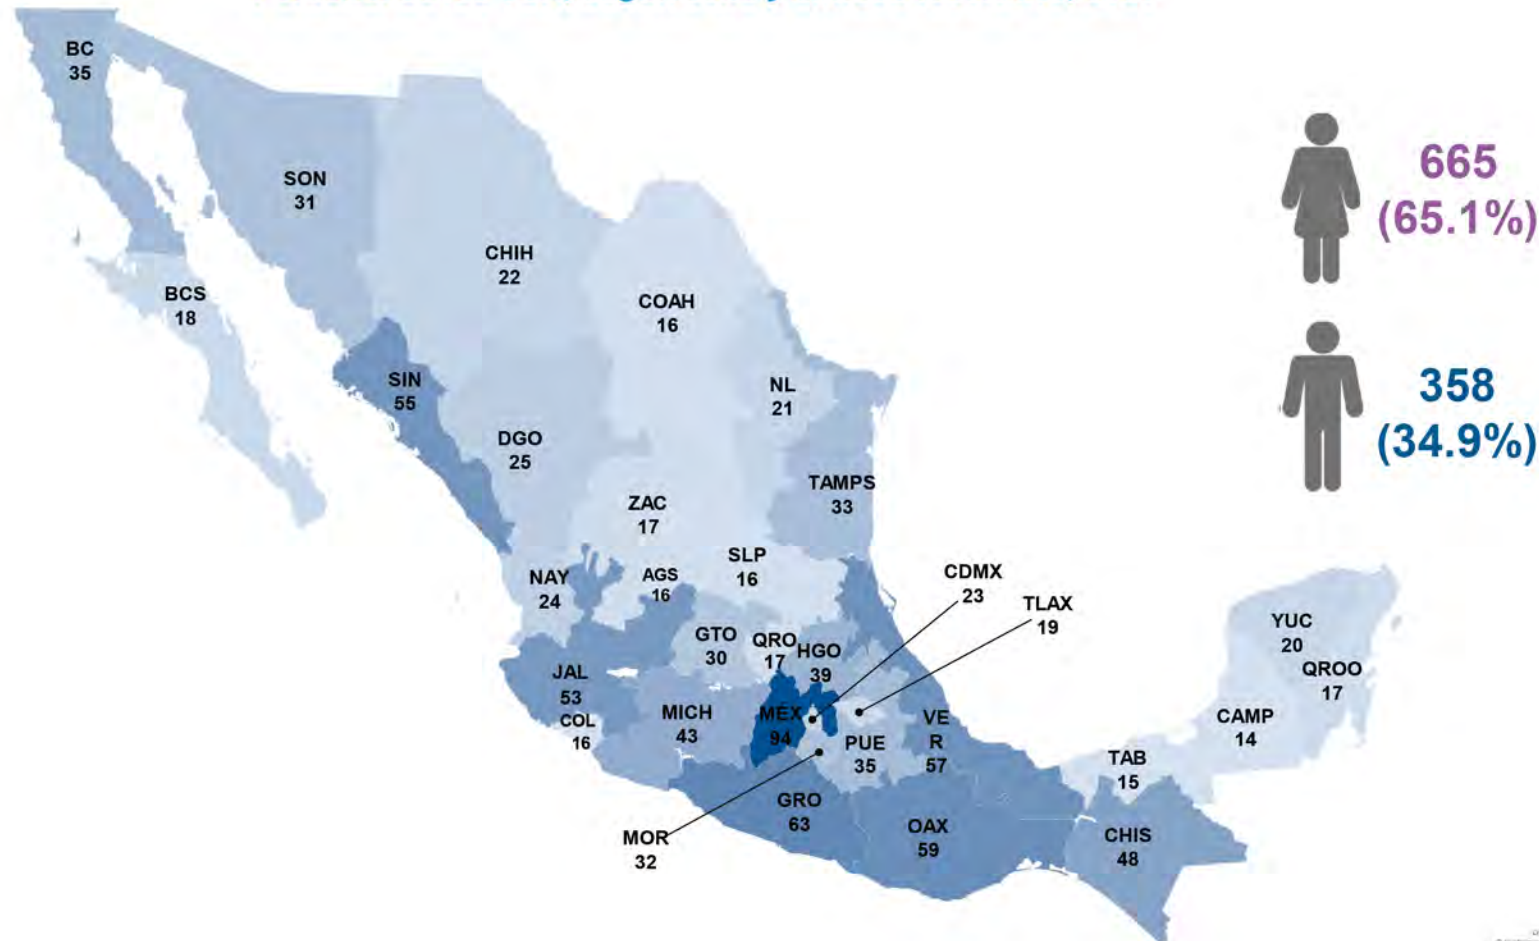 BC
35
SON
31
CHIH
22
COAH
16
BCS
18
SIN
55
NL
21
DGO
25
TAMPS
33
ZAC
17
SLP
16
NAY
24
AGS
16
CDMX
23
TLAX
19
GTO
30
QRO
17
HGO
39
YUC
20
QROO
17
JAL
53
COL
16
MICH
43
MÉX
94
PUE
35
VE
R
57
CAMP
14
TAB
15
GRO
63
OAX
59
CHIS
48
MOR
32
665
(65.1%)
358
(34.9%)